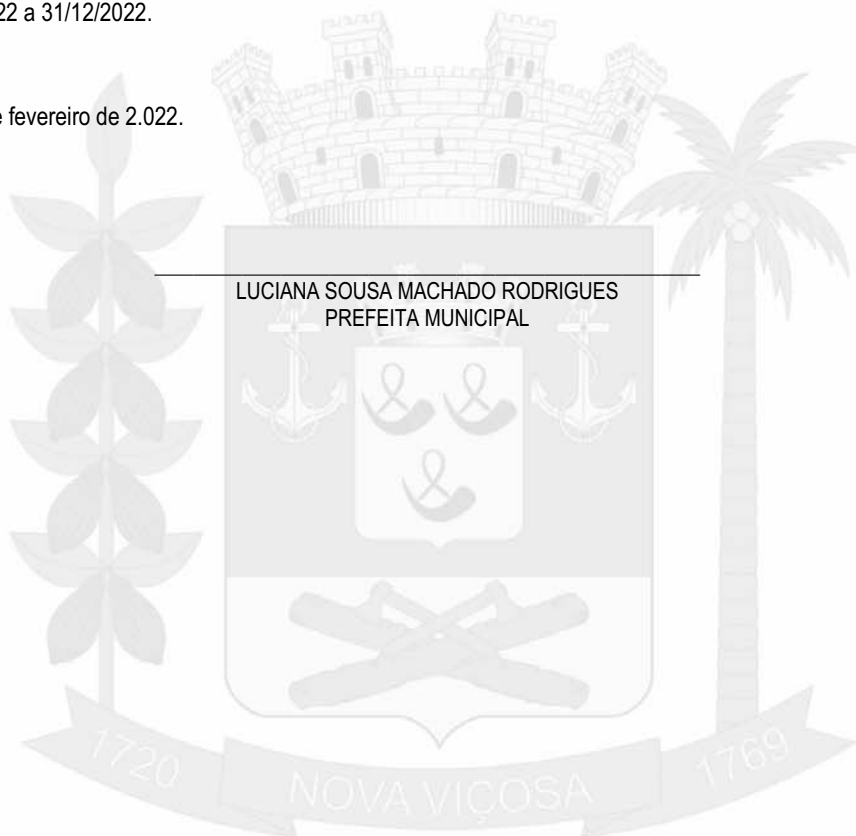 22 a 31/12/2022.
fevereiro de 2.022.
LUCIANA SOUSA MACHADO RODRIGUES
PREFEITA MUNICIPAL
1720 NOVA VIÇOSA 1769